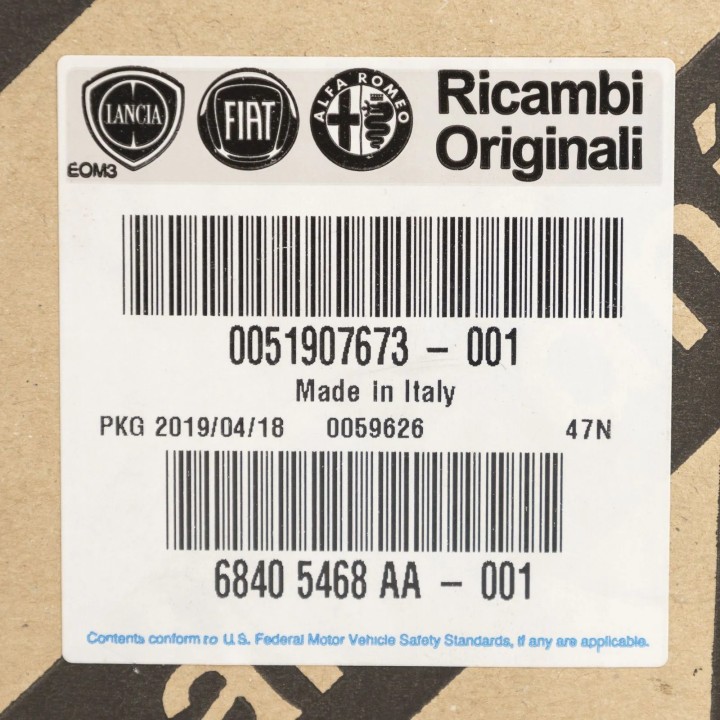 LANCIA FIAT ALFA ROMEO Ricambi
Originali
EOM3
0051907673 - 001
Made in Italy
PKG 2019/04/18 0059626 47N
6840 5468 AA - 001
Contents conform to U.S. Federal Motor Vehicle Safety Standards, if any are applicable.